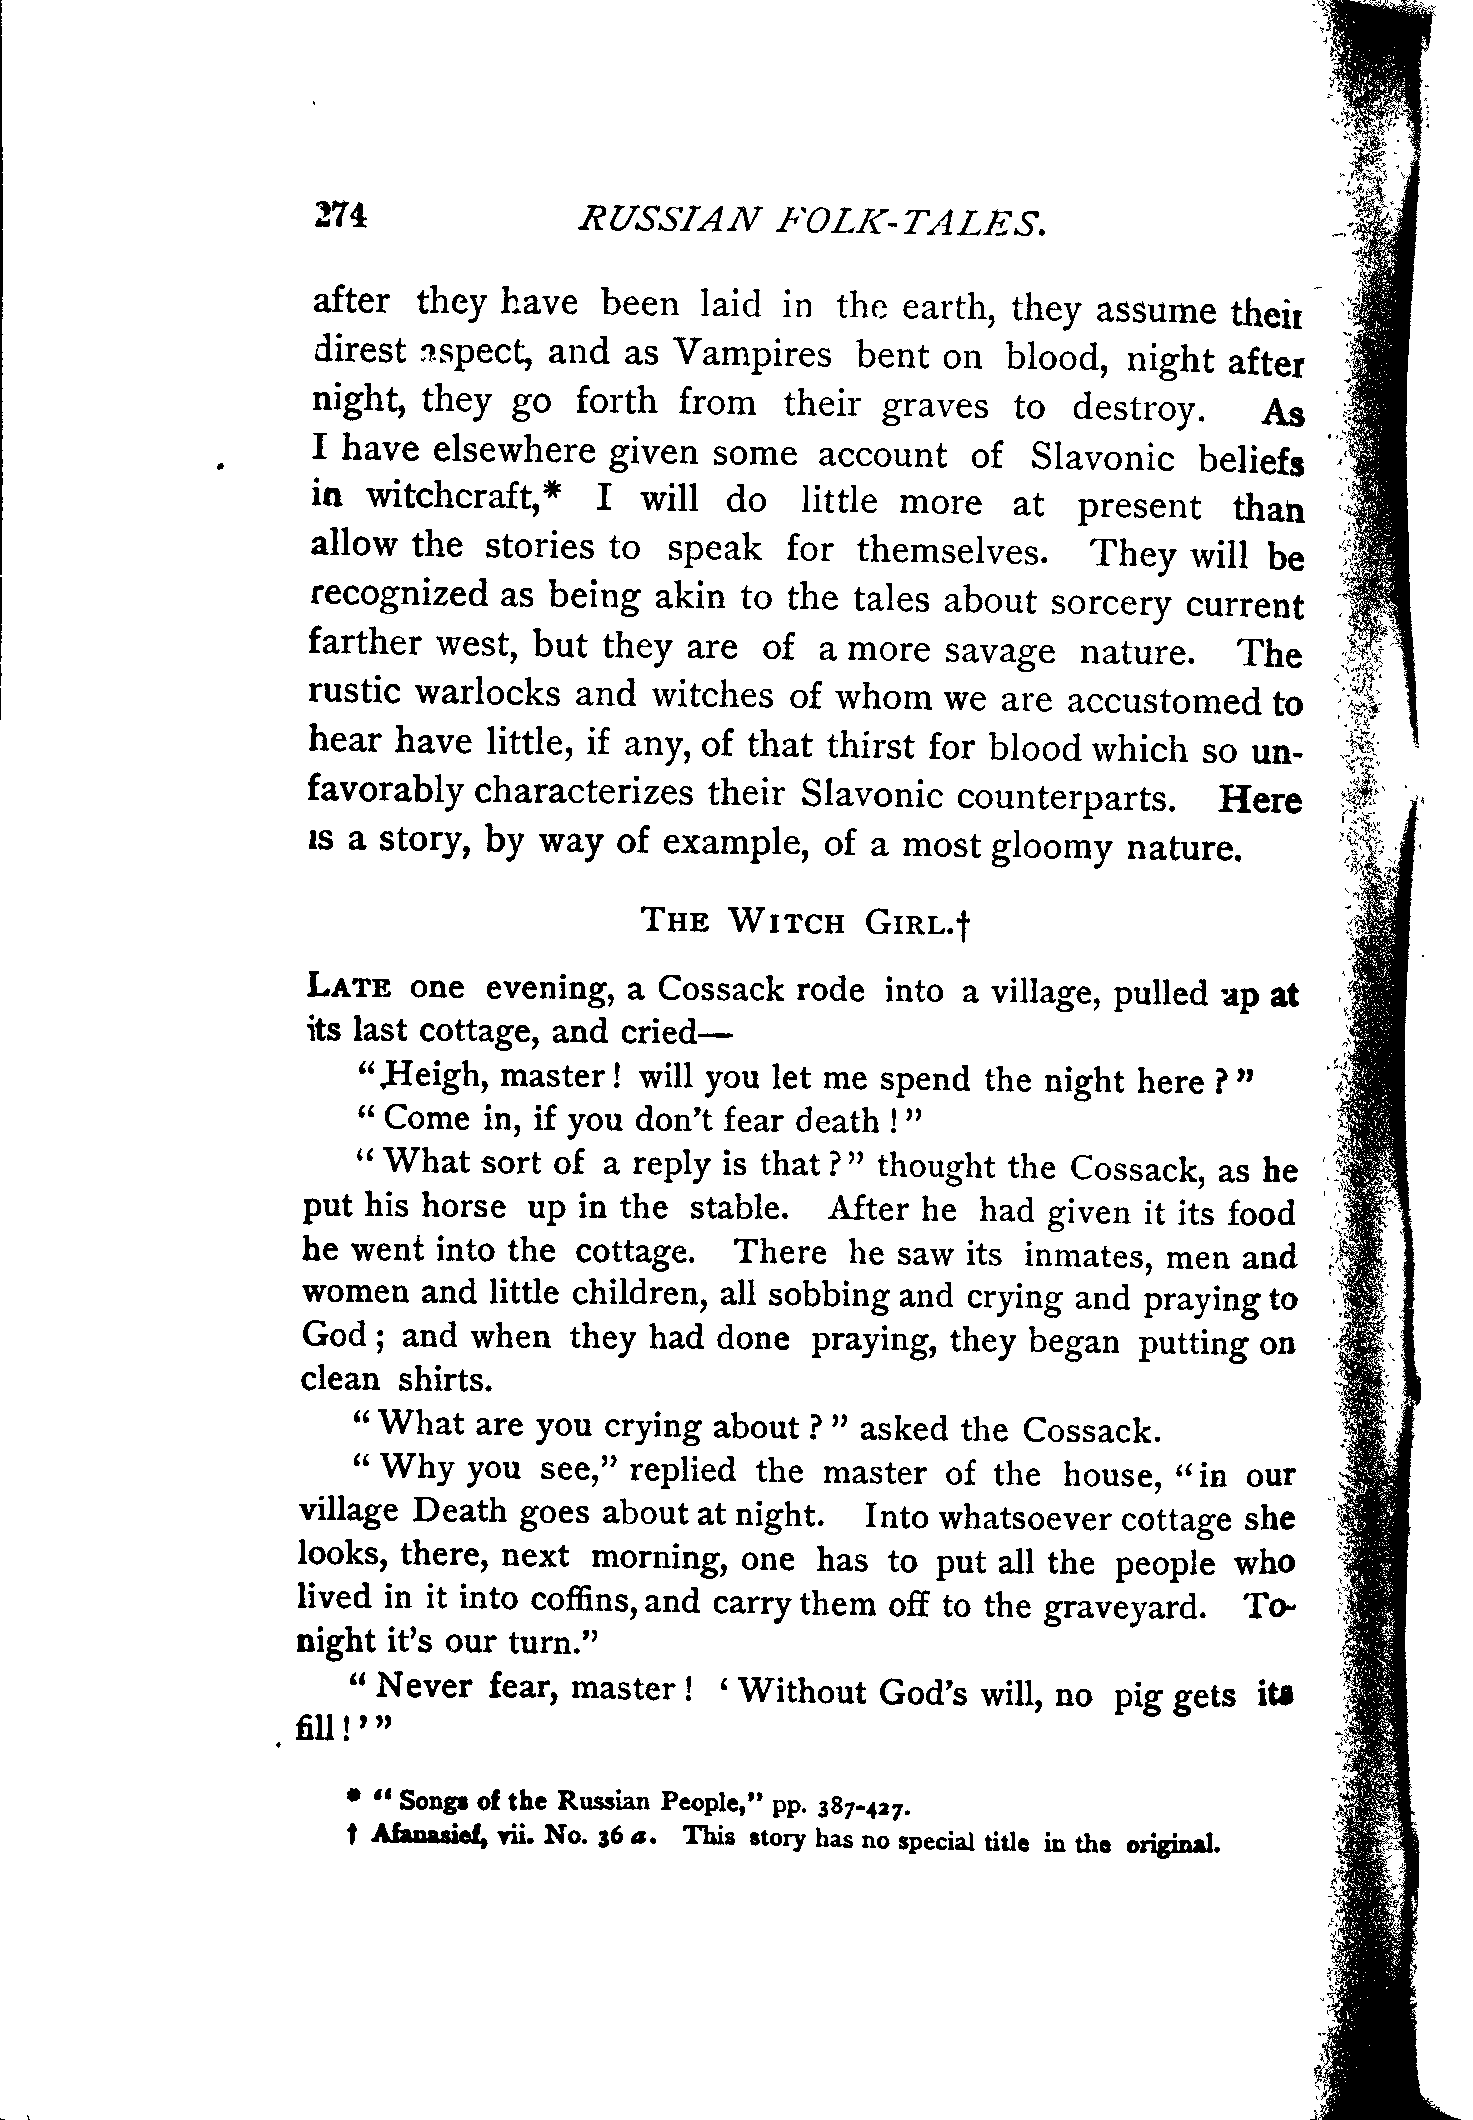 274 RUSSIAN FOLK-TALES.
after they have been laid in the earth, they assume their
direst aspect, and as Vampires bent on blood, night after
night, they go forth from their graves to destroy. As
I have elsewhere given some account of Slavonic beliefs
in witchcraft,* I will do little more at present than
allow the stories to speak for themselves. They will be
recognized as being akin to the tales about sorcery current
farther west, but they are of a more savage nature. The
rustic warlocks and witches of whom we are accustomed to
hear have little, if any, of that thirst for blood which so un-
favorably characterizes their Slavonic counterparts. Here
is a story, by way of example, of a most gloomy nature.
THE WITCH GIRL.†
LATE one evening, a Cossack rode into a village, pulled up at
its last cottage, and cried—
"Heigh, master! will you let me spend the night here?"
"Come in, if you don't fear death!"
"What sort of a reply is that?" thought the Cossack, as he
put his horse up in the stable. After he had given it its food
he went into the cottage. There he saw its inmates, men and
women and little children, all sobbing and crying and praying to
God; and when they had done praying, they began putting on
clean shirts.
"What are you crying about?" asked the Cossack.
"Why you see," replied the master of the house, "in our
village Death goes about at night. Into whatsoever cottage she
looks, there, next morning, one has to put all the people who
lived in it into coffins, and carry them off to the graveyard. To-
night it's our turn."
"Never fear, master! 'Without God's will, no pig gets its
fill!'"
* "Songs of the Russian People," pp. 387-427.
† Afanasief, vii. No. 36 a. This story has no special title in the original.